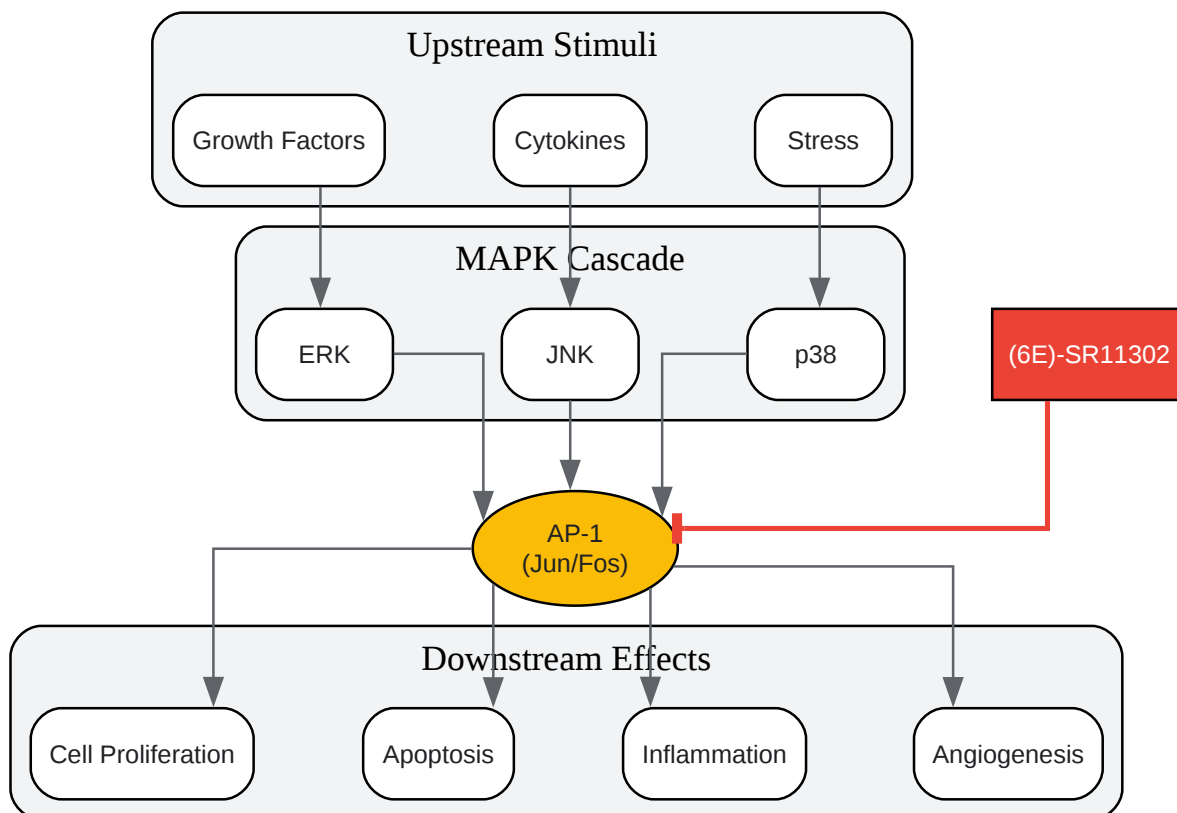 Upstream Stimuli
Growth Factors
Cytokines
Stress
MAPK Cascade
ERK
JNK
p38
(6E)-SR11302
AP-1
(Jun/Fos)
Downstream Effects
Cell Proliferation
Apoptosis
Inflammation
Angiogenesis